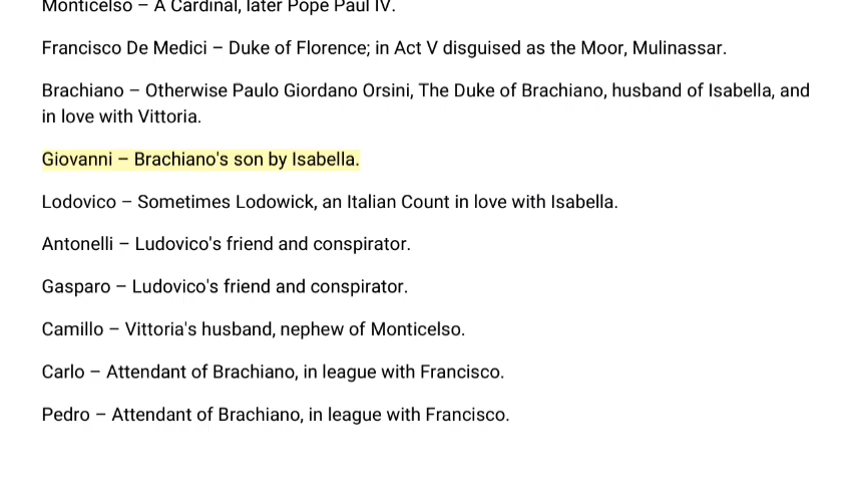 Monticelso – A Cardinal, later Pope Paul IV.
Francisco De Medici – Duke of Florence; in Act V disguised as the Moor, Mulinassar.
Brachiano – Otherwise Paulo Giordano Orsini, The Duke of Brachiano, husband of Isabella, and
in love with Vittoria.
Giovanni – Brachiano's son by Isabella.
Lodovico – Sometimes Lodowick, an Italian Count in love with Isabella.
Antonelli – Ludovico's friend and conspirator.
Gasparo – Ludovico's friend and conspirator.
Camillo – Vittoria's husband, nephew of Monticelso.
Carlo – Attendant of Brachiano, in league with Francisco.
Pedro – Attendant of Brachiano, in league with Francisco.